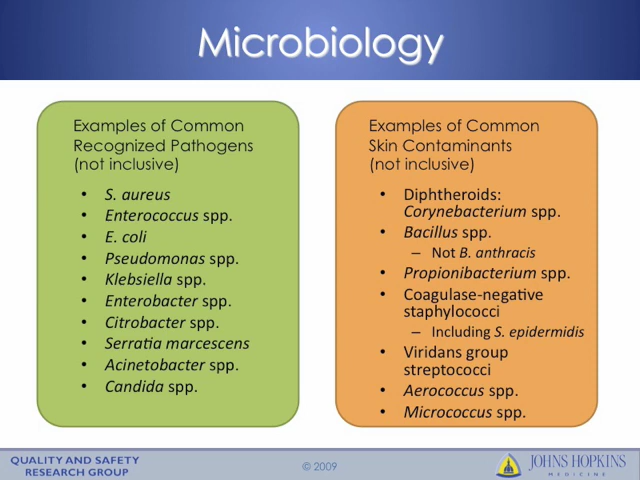 Microbiology
Examples of Common
Recognized Pathogens
(not inclusive)
• S. aureus
• Enterococcus spp.
• E. coli
• Pseudomonas spp.
• Klebsiella spp.
• Enterobacter spp.
• Citrobacter spp.
• Serratia marcescens
• Acinetobacter spp.
• Candida spp.
Examples of Common
Skin Contaminants
(not inclusive)
• Diphtheroids:
Corynebacterium spp.
• Bacillus spp.
– Not B. anthracis
• Propionibacterium spp.
• Coagulase-negative
staphylococci
– Including S. epidermidis
• Viridans group
streptococci
• Aerococcus spp.
• Micrococcus spp.
QUALITY AND SAFETY
RESEARCH GROUP
© 2009
JOHNS HOPKINS
MEDICINE